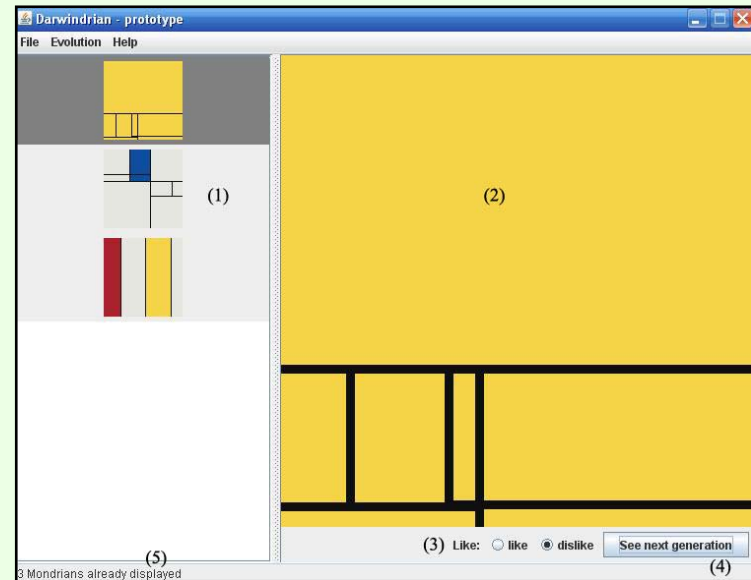 Darwindrian - prototype
File Evolution Help
(1)
(2)
(3) Like: like dislike See next generation
(4)
(5)
3 Mondrians already displayed